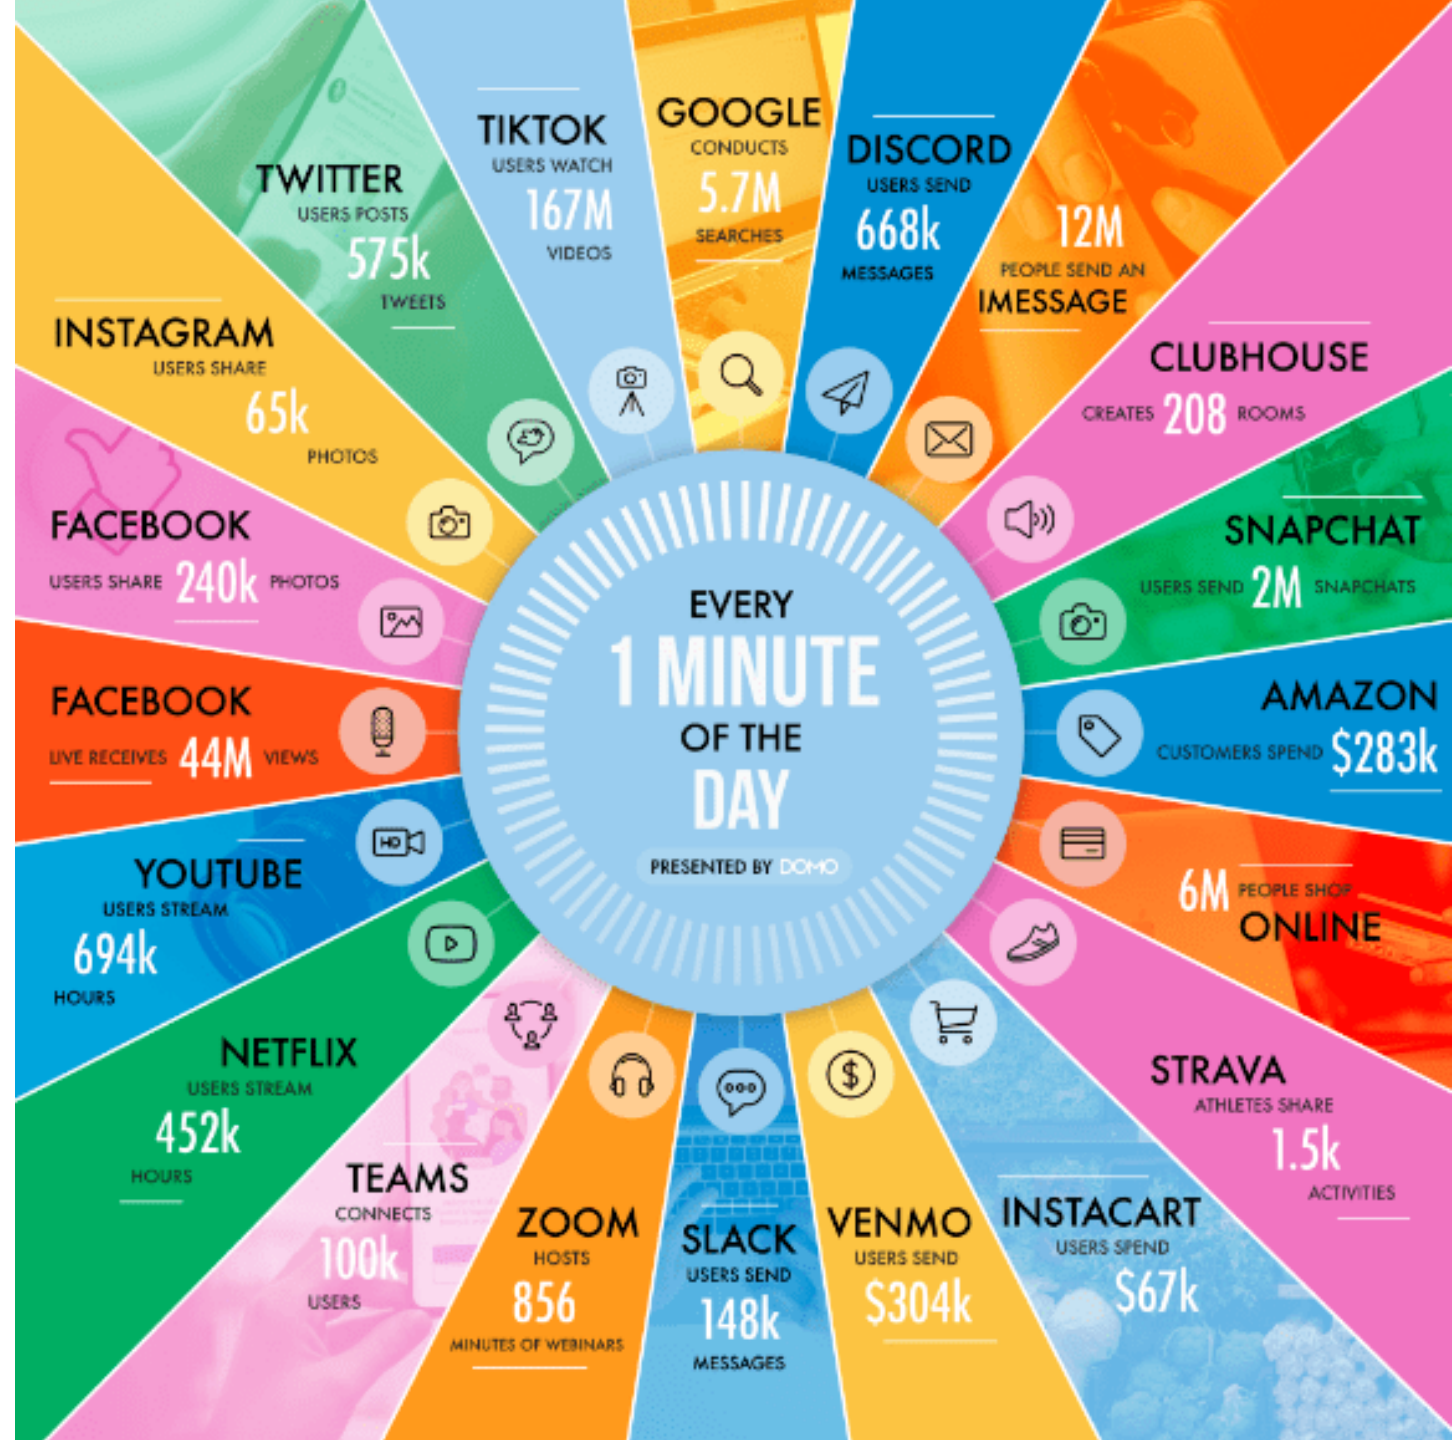 EVERY
1 MINUTE
OF THE
DAY
PRESENTED BY DOMO
GOOGLE
CONDUCTS
5.7M
SEARCHES
DISCORD
USERS SEND
668k
MESSAGES
12M
PEOPLE SEND AN
IMESSAGE
CLUBHOUSE
CREATES 208 ROOMS
SNAPCHAT
USERS SEND 2M SNAPCHATS
AMAZON
CUSTOMERS SPEND $283k
6M PEOPLE SHOP
ONLINE
STRAVA
ATHLETES SHARE
1.5k
ACTIVITIES
INSTACART
USERS SPEND
$67k
VENMO
USERS SEND
$304k
SLACK
USERS SEND
148k
MESSAGES
ZOOM
HOSTS
856
MINUTES OF WEBINARS
TEAMS
CONNECTS
100k
USERS
NETFLIX
USERS STREAM
452k
HOURS
YOUTUBE
USERS STREAM
694k
HOURS
HD
FACEBOOK
LIVE RECEIVES 44M VIEWS
FACEBOOK
USERS SHARE 240k PHOTOS
INSTAGRAM
USERS SHARE
65k
PHOTOS
TWITTER
USERS POSTS
575k
TWEETS
TIKTOK
USERS WATCH
167M
VIDEOS